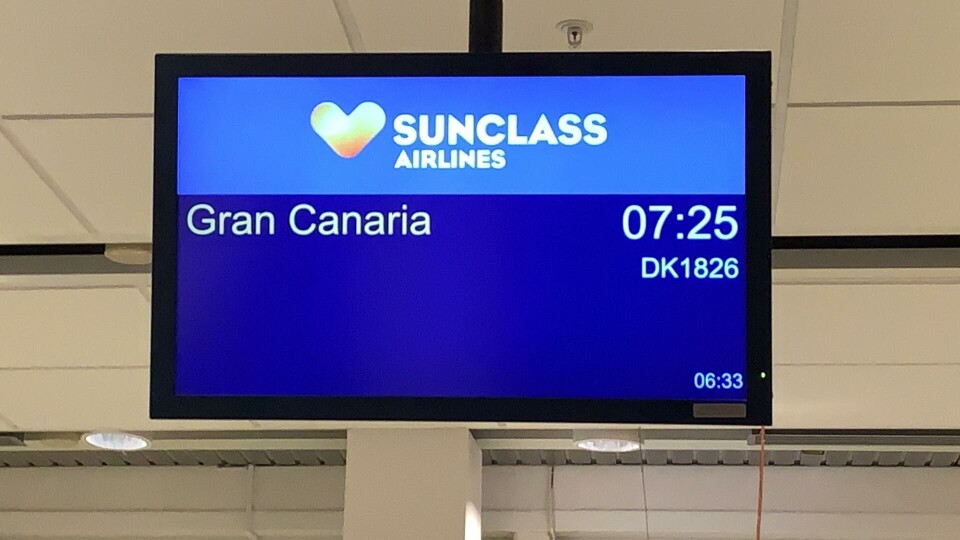 SUNCLASS
AIRLINES
Gran Canaria 07:25
DK1826
06:33